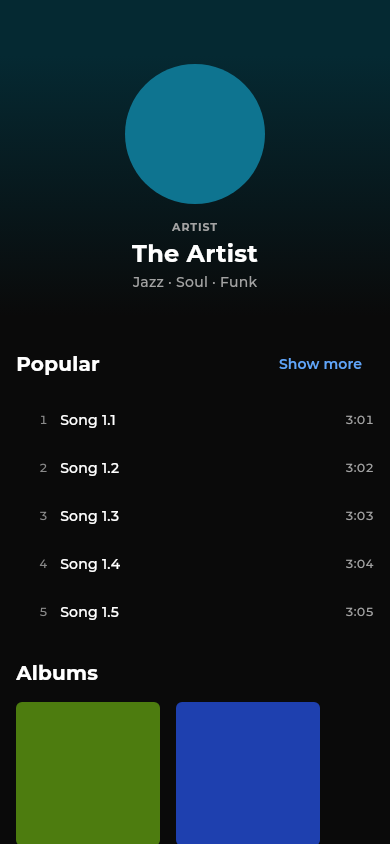 ARTIST
The Artist
Jazz · Soul · Funk
Popular Show more
1 Song 1.1 3:01
2 Song 1.2 3:02
3 Song 1.3 3:03
4 Song 1.4 3:04
5 Song 1.5 3:05
Albums